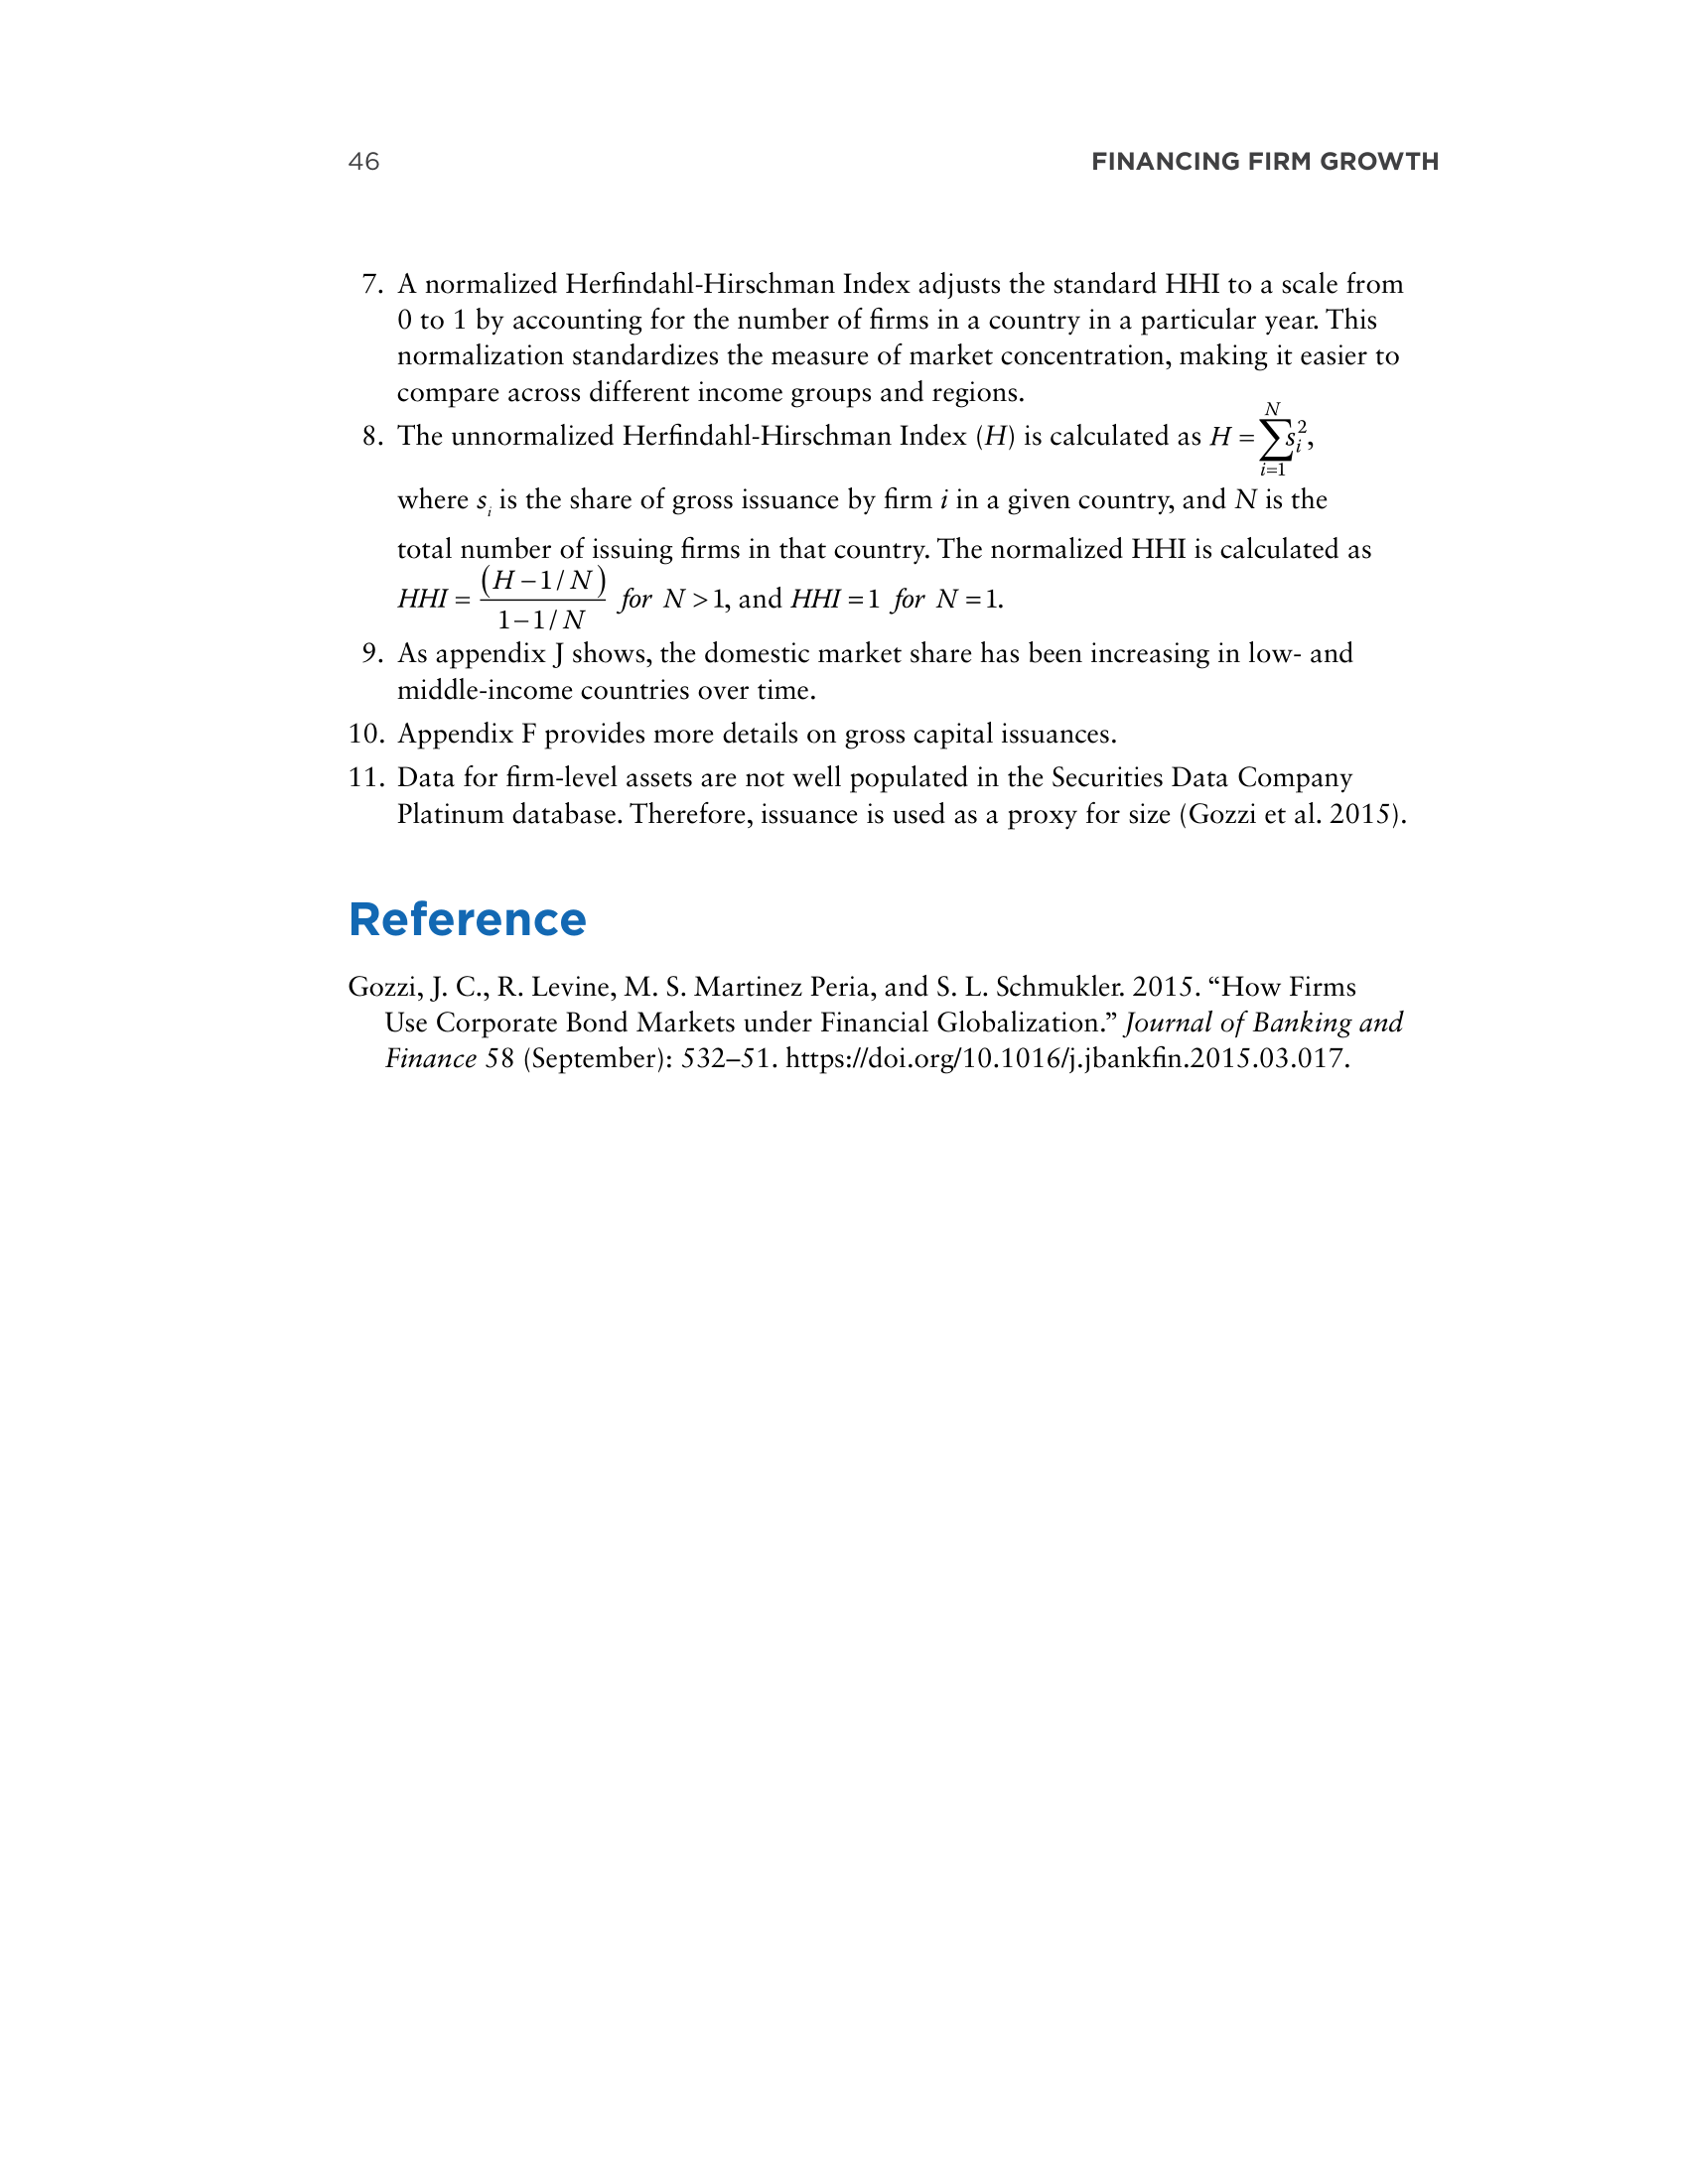 46 FINANCING FIRM GROWTH
7. A normalized Herfindahl-Hirschman Index adjusts the standard HHI to a scale from
0 to 1 by accounting for the number of firms in a country in a particular year. This
normalization standardizes the measure of market concentration, making it easier to
compare across different income groups and regions.
8. The unnormalized Herfindahl-Hirschman Index (H) is calculated as $H = \sum_{i=1}^{N} s_i^2$,
where $s_i$ is the share of gross issuance by firm i in a given country, and N is the
total number of issuing firms in that country. The normalized HHI is calculated as
$HHI = \frac{(H-1/N)}{1-1/N}$ for N > 1, and HHI = 1 for N = 1.
9. As appendix J shows, the domestic market share has been increasing in low- and
middle-income countries over time.
10. Appendix F provides more details on gross capital issuances.
11. Data for firm-level assets are not well populated in the Securities Data Company
Platinum database. Therefore, issuance is used as a proxy for size (Gozzi et al. 2015).
Reference
Gozzi, J. C., R. Levine, M. S. Martinez Peria, and S. L. Schmukler. 2015. “How Firms
Use Corporate Bond Markets under Financial Globalization.” Journal of Banking and
Finance 58 (September): 532–51. https://doi.org/10.1016/j.jbankfin.2015.03.017.